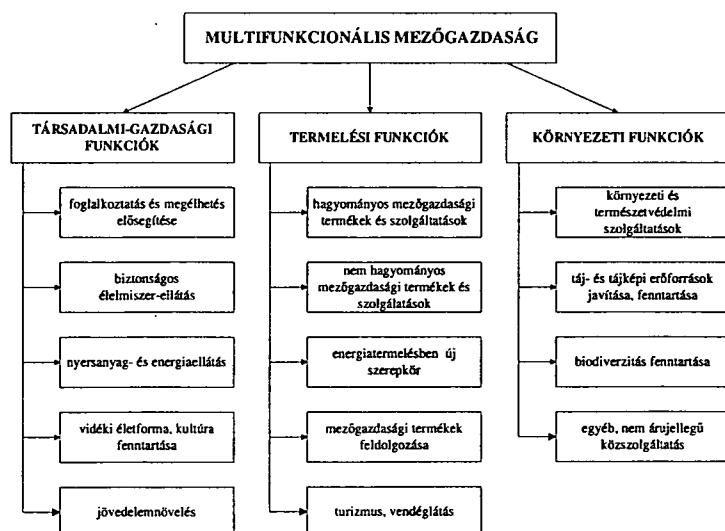 MULTIFUNKCIONÁLIS MEZŐGAZDASÁG
TÁRSADALMI-GAZDASÁGI
FUNKCIÓK
foglalkoztatás és megélhetés
elősegítése
biztonságos
élelmiszer-ellátás
nyersanyag- és energiaellátás
vidéki életforma, kultúra
fenntartása
jövedelemnövelés
TERMELÉSI FUNKCIÓK
hagyományos mezőgazdasági
termékek és szolgáltatások
nem hagyományos
mezőgazdasági termékek és
szolgálatások
energiatermelésben új
szerepkőr
mezőgazdasági termékek
feldolgozása
turizmus, vendéglátás
KÖRNYEZETI FUNKCIÓK
környezeti és
természetvédelmi
szolgáltatások
táj- és tájképi erőforrások
javítása, fenntartása
biodiverzitás fenntartása
egyéb, nem árujellegű
közszolgáltatás